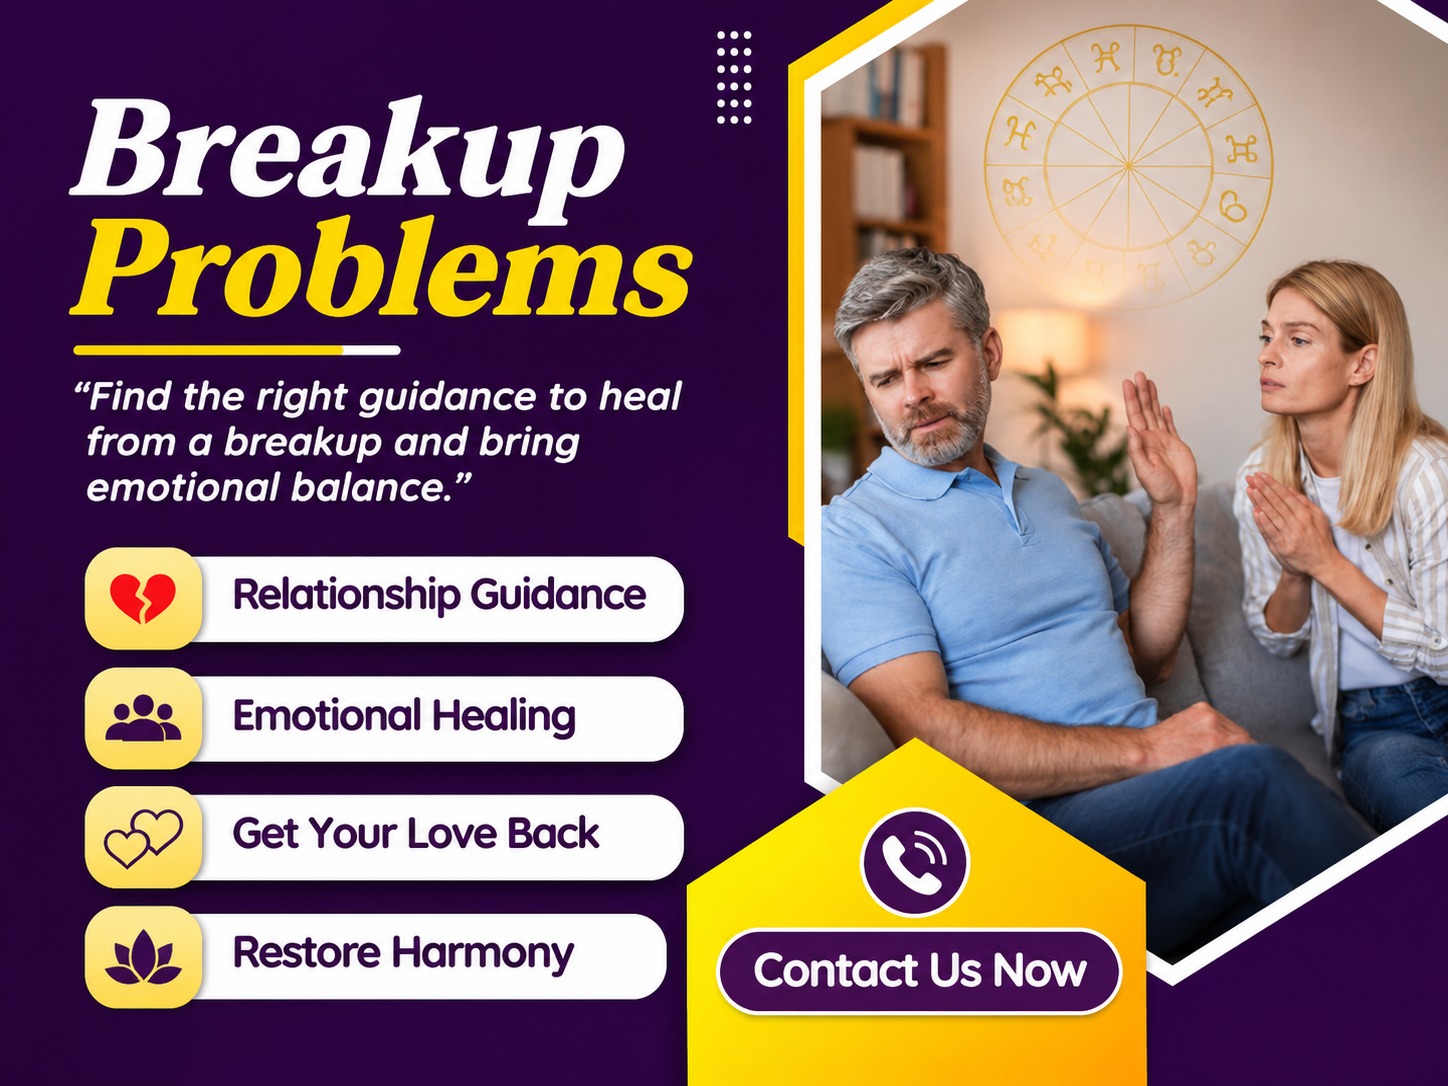 Breakup
Problems
“Find the right guidance to heal
from a breakup and bring
emotional balance.”
Relationship Guidance
Emotional Healing
Get Your Love Back
Restore Harmony
Contact Us Now